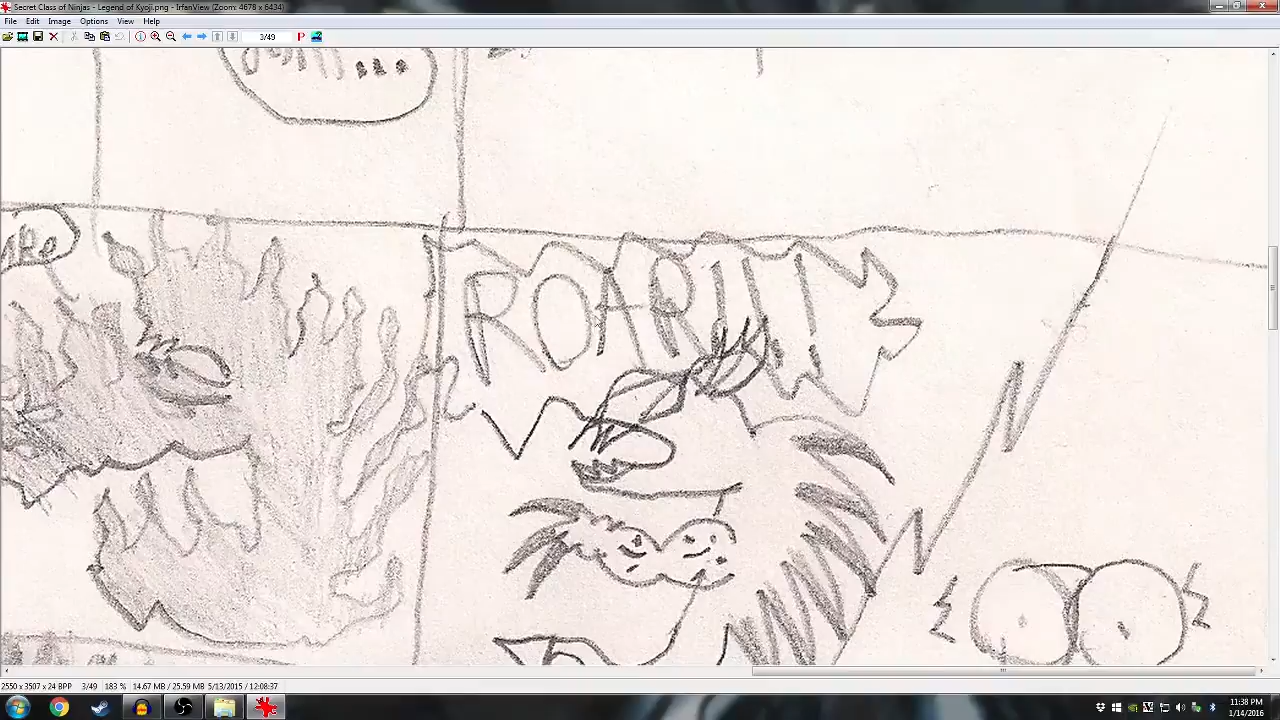 Secret Class of Ninjas - Legend of Kyoji.png - IrfanView (Zoom: 4678 x 6434)
File Edit Image Options View Help
3/49
ROAR!!!
2550 x 3507 x 24 BPP 3/49 183 % 14.67 MB / 25.59 MB 5/13/2015 / 12:08:37
11:38 PM
1/14/2016